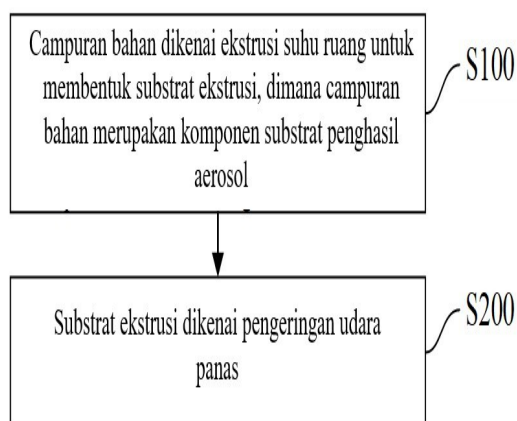 Campuran bahan dikenai ekstrusi suhu ruang untuk
membentuk substrat ekstrusi, dimana campuran
bahan merupakan komponen substrat penghasil
aerosol
S100
Substrat ekstrusi dikenai pengeringan udara
panas
S200